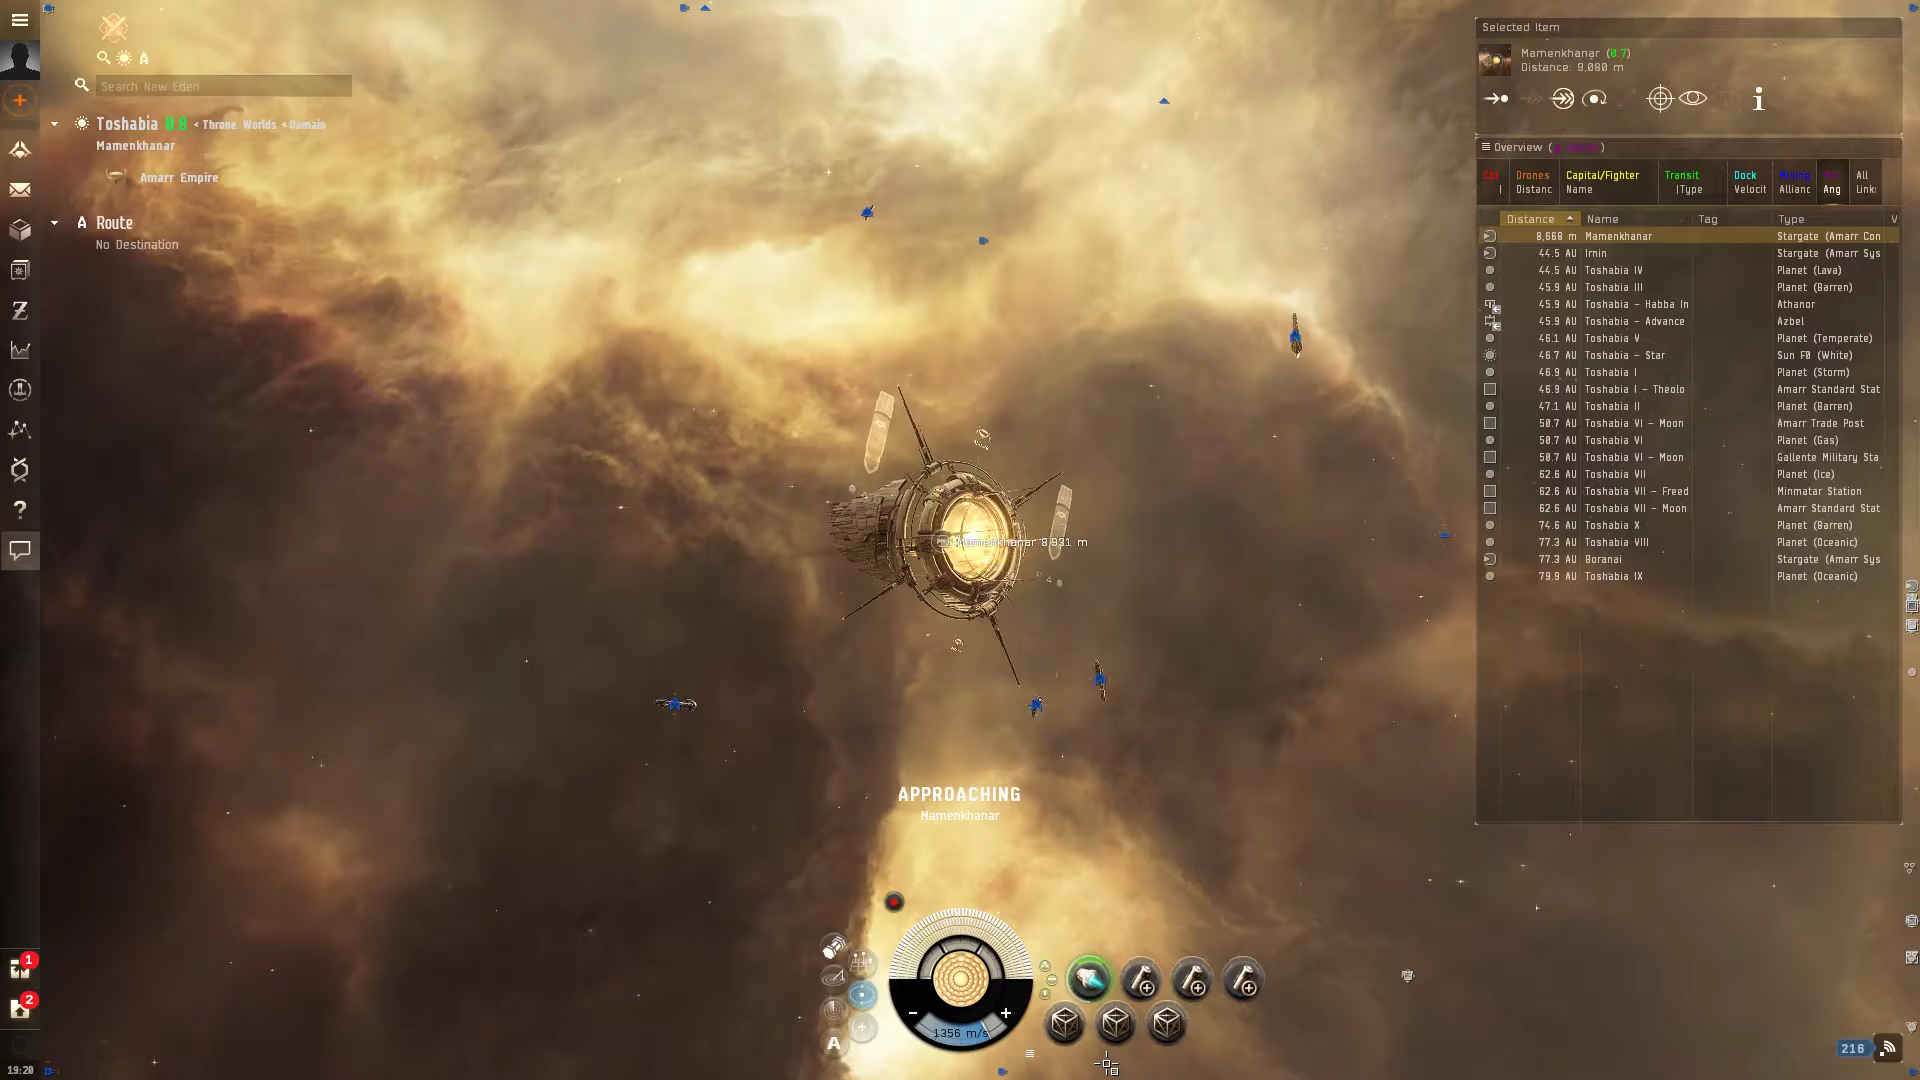 Search New Eden
Toshabia 0.8 < Throne Worlds < Domain
Mamenkhanar
Amarr Empire
A Route
No Destination
Mamenkhanar 8,931 m
APPROACHING
Mamenkhanar
1356 m/s
A
1
2
19:20
216
Selected Item
Mamenkhanar (0.7)
Distance: 9,080 m
Overview (
Drones Capital/Fighter Transit Dock Mining All
Distanc Name |Type Velocit Allianc Ang Link:
Distance Name Tag Type V
8,668 m Mamenkhanar Stargate (Amarr Con
44.5 AU Irnin Stargate (Amarr Sys
44.5 AU Toshabia IV Planet (Lava)
45.9 AU Toshabia III Planet (Barren)
45.9 AU Toshabia - Habba In Athanor
45.9 AU Toshabia - Advance Azbel
46.1 AU Toshabia V Planet (Temperate)
46.7 AU Toshabia - Star Sun F0 (White)
46.9 AU Toshabia I Planet (Storm)
46.9 AU Toshabia I - Theolo Amarr Standard Stat
47.1 AU Toshabia II Planet (Barren)
50.7 AU Toshabia VI - Moon Amarr Trade Post
50.7 AU Toshabia VI Planet (Gas)
50.7 AU Toshabia VI - Moon Gallente Military Sta
62.6 AU Toshabia VII Planet (Ice)
62.6 AU Toshabia VII - Freed Minmatar Station
62.6 AU Toshabia VII - Moon Amarr Standard Stat
74.6 AU Toshabia X Planet (Barren)
77.3 AU Toshabia VIII Planet (Oceanic)
77.3 AU Boranai Stargate (Amarr Sys
79.9 AU Toshabia IX Planet (Oceanic)